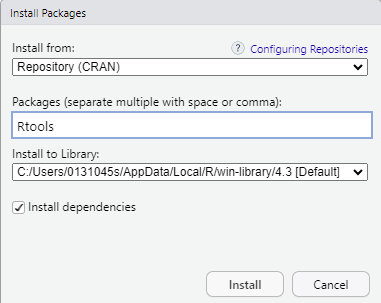 Install Packages
Install from:
? Configuring Repositories
Repository (CRAN)
Packages (separate multiple with space or comma):
Rtools
Install to Library:
C:/Users/0131045s/AppData/Local/R/win-library/4.3 [Default]
Install dependencies
Install
Cancel